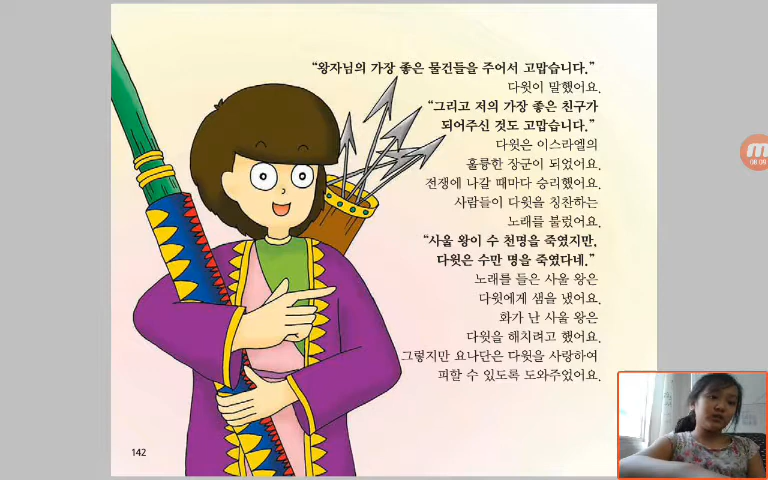 “왕자님의 가장 좋은 물건들을 주어서 고맙습니다.”
다윗이 말했어요.
“그리고 저의 가장 좋은 친구가
되어주신 것도 고맙습니다.”
다윗은 이스라엘의
훌륭한 장군이 되었어요.
전쟁에 나갈 때마다 승리했어요.
사람들이 다윗을 칭찬하는
노래를 불렀어요.
“사울 왕이 수 천명을 죽였지만,
다윗은 수만 명을 죽였다네.”
노래를 들은 사울 왕은
다윗에게 샘을 냈어요.
화가 난 사울 왕은
다윗을 해치려고 했어요.
그렇지만 요나단은 다윗을 사랑하여
피할 수 있도록 도와주었어요.
142
M
08:09